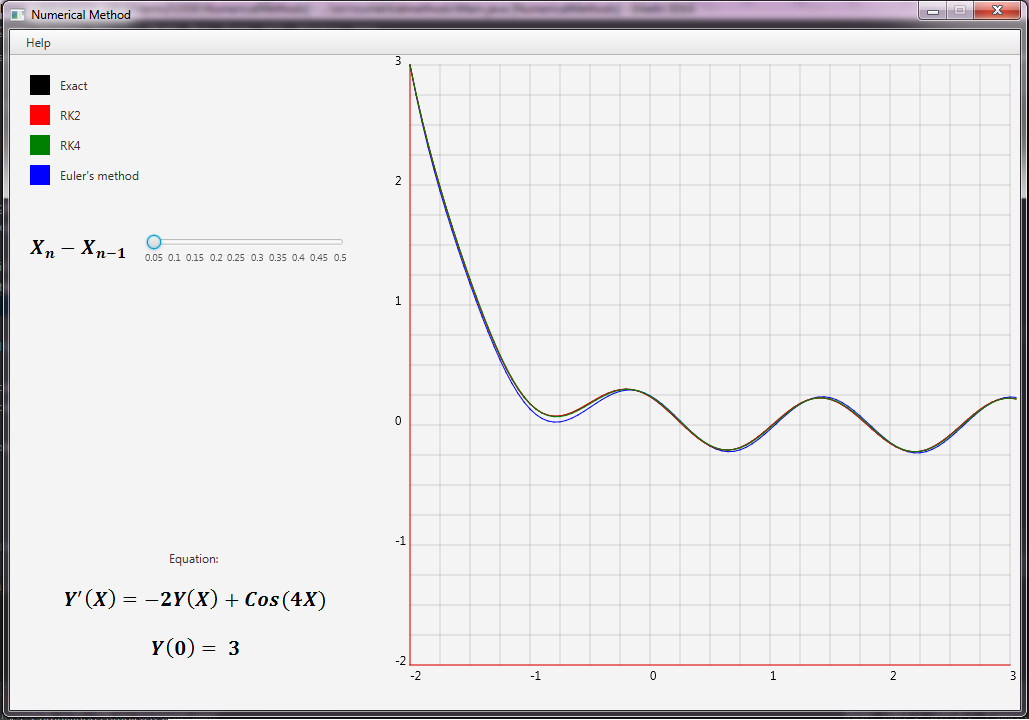 Numerical Method
Help
Exact
RK2
RK4
Euler's method
Xₙ − Xₙ₋₁
0.05 0.1 0.15 0.2 0.25 0.3 0.35 0.4 0.45 0.5
Equation:
Y′(X) = −2Y(X) + Cos(4X)
Y(0) = 3
3
2
1
0
-1
-2
-2 -1 0 1 2 3